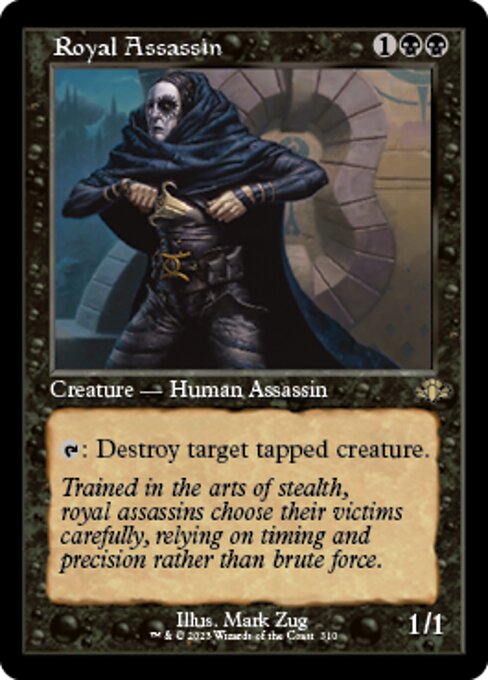 Royal Assassin 1
Creature — Human Assassin
: Destroy target tapped creature.
Trained in the arts of stealth,
royal assassins choose their victims
carefully, relying on timing and
precision rather than brute force.
Illus. Mark Zug
™ & © 2023 Wizards of the Coast 310
1/1